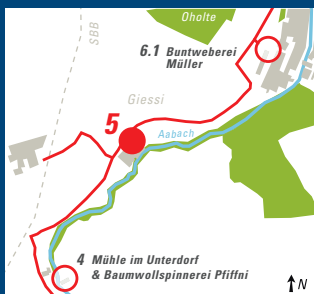 Oholte
SBB
6.1 Buntweberei
Müller
Giessi
5
Aabach
4 Mühle im Unterdorf
& Baumwollspinnerei Pfiffni
N